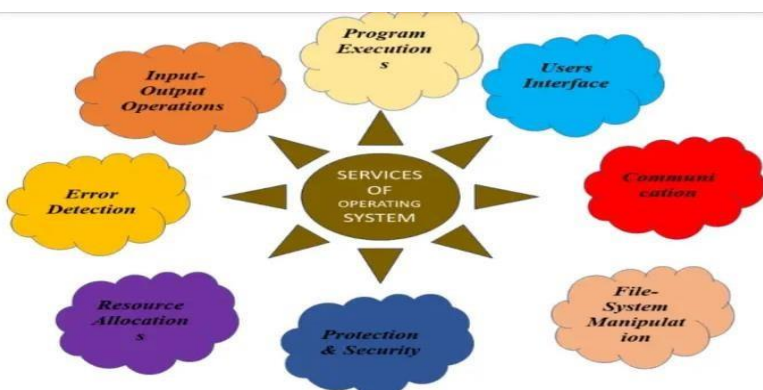 Program
Execution
s
Input-
Output
Operations
Users
Interface
SERVICES
OF
OPERATING
SYSTEM
Error
Detection
Communi
cation
Resource
Allocation
s
Protection
& Security
File-
System
Manipulat
ion